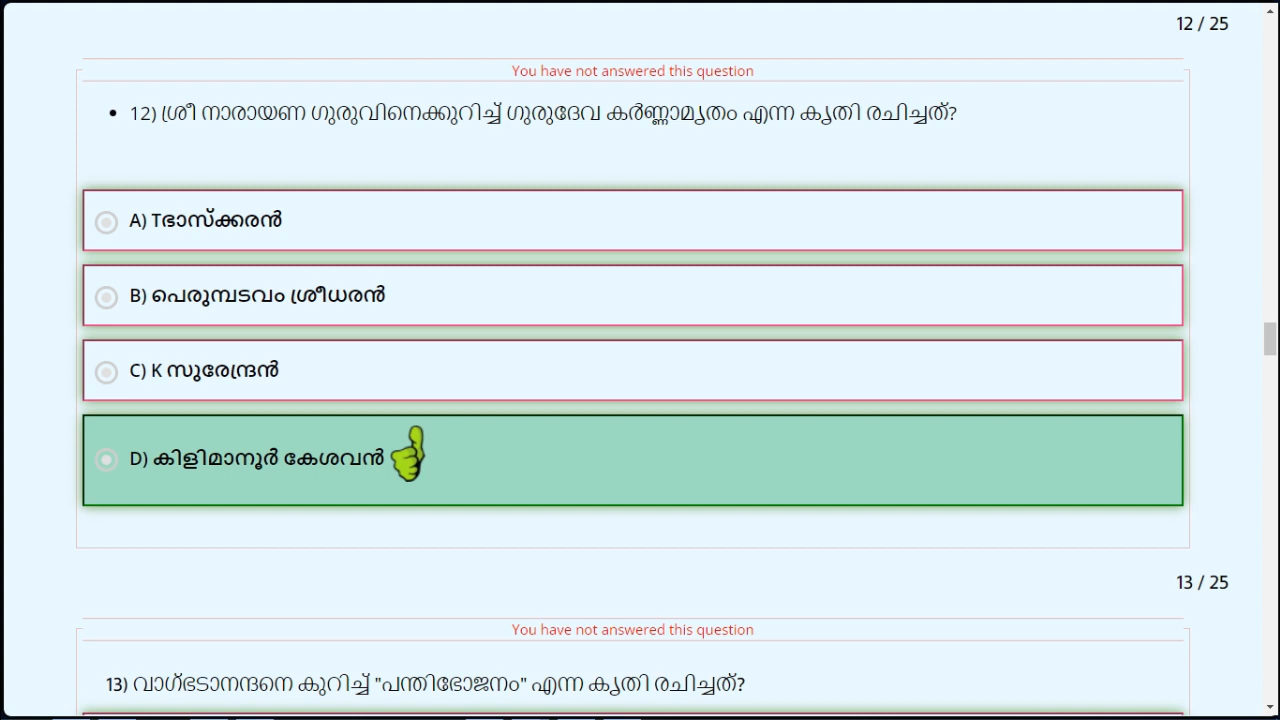 12 / 25
You have not answered this question
12) ശ്രീ നാരായണ ഗുരുവിനെക്കുറിച്ച് ഗുരുദേവ കർണ്ണാമൃതം എന്ന കൃതി രചിച്ചത്?
A) Tഭാസ്ക്കരൻ
B) പെരുമ്പടവം ശ്രീധരൻ
C) K സുരേന്ദ്രൻ
D) കിളിമാനൂർ കേശവൻ
13 / 25
You have not answered this question
13) വാഗ്ഭടാനന്ദനെ കുറിച്ച് "പന്തിഭോജനം" എന്ന കൃതി രചിച്ചത്?